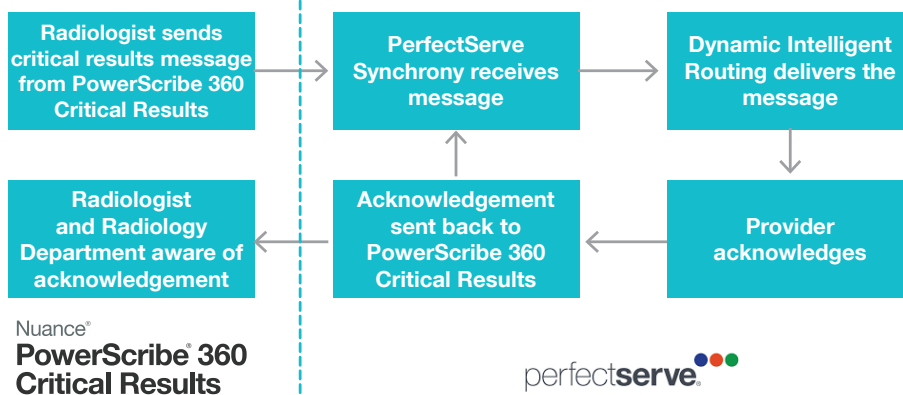 Radiologist sends
critical results message
from PowerScribe 360
Critical Results
PerfectServe
Synchrony receives
message
Dynamic Intelligent
Routing delivers the
message
Radiologist
and Radiology
Department aware of
acknowledgement
Acknowledgement
sent back to
PowerScribe 360
Critical Results
Provider
acknowledges
Nuance®
PowerScribe® 360
Critical Results
perfectserve®